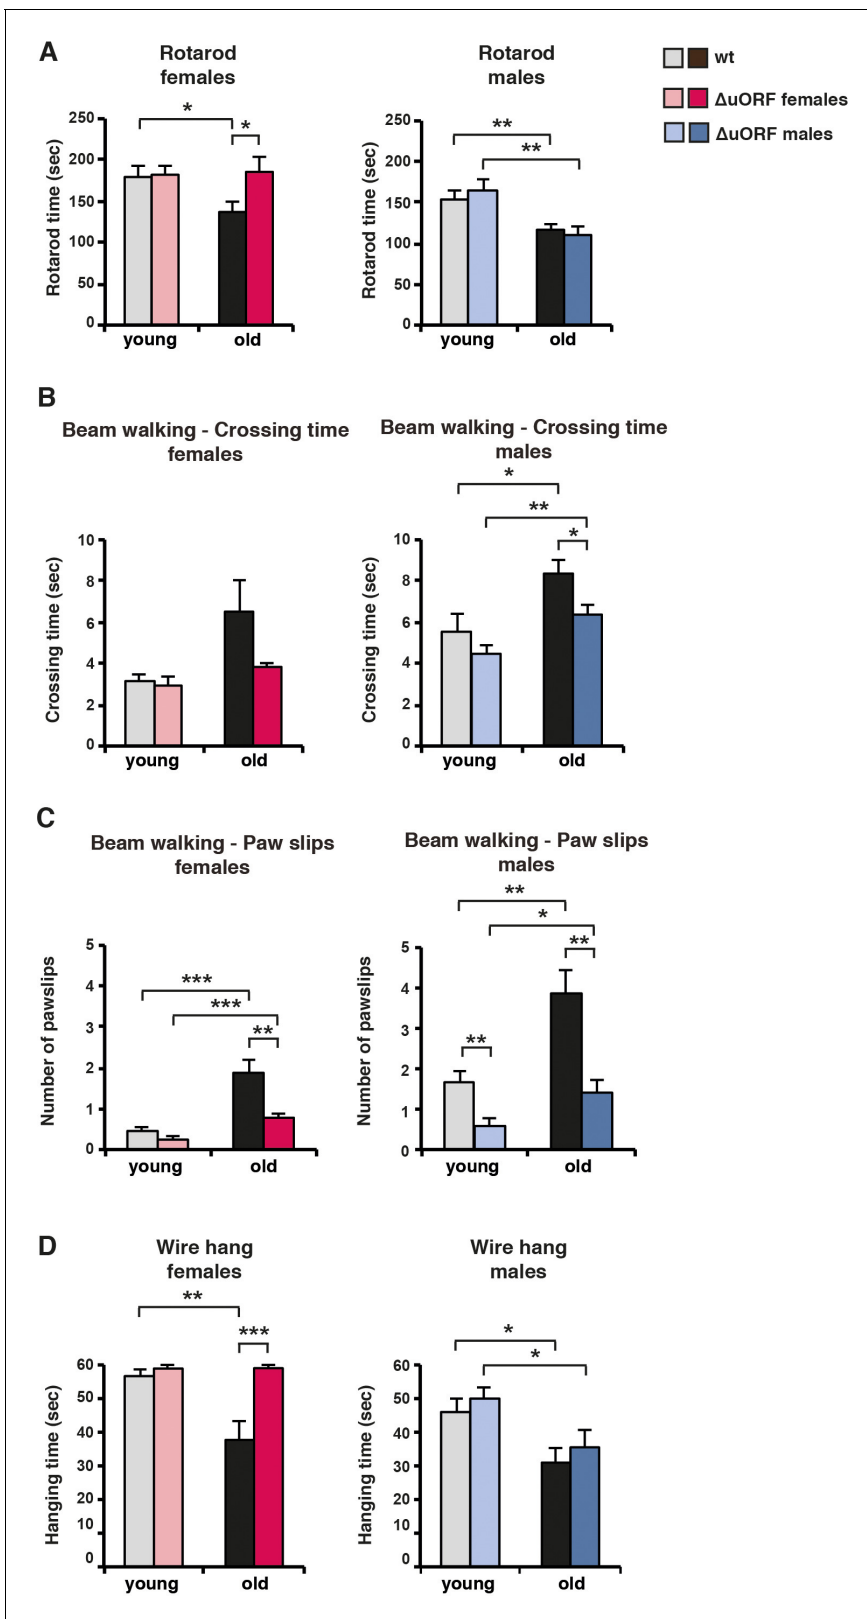 A
Rotarod
females
Rotarod
males
wt
ΔuORF females
ΔuORF males
Rotarod time (sec)
250
200
150
100
50
0
*
*
young
old
Rotarod time (sec)
250
200
150
100
50
0
**
**
young
old
B
Beam walking - Crossing time
females
Crossing time (sec)
10
8
6
4
2
0
young
old
Beam walking - Crossing time
males
*
**
*
Crossing time (sec)
10
8
6
4
2
0
young
old
C
Beam walking - Paw slips
females
Number of pawslips
5
4
3
2
1
0
***
***
**
young
old
Beam walking - Paw slips
males
**
*
**
**
Number of pawslips
5
4
3
2
1
0
young
old
D
Wire hang
females
**
***
Hanging time (sec)
60
50
40
30
20
10
0
young
old
Wire hang
males
*
*
Hanging time (sec)
60
50
40
30
20
10
0
young
old